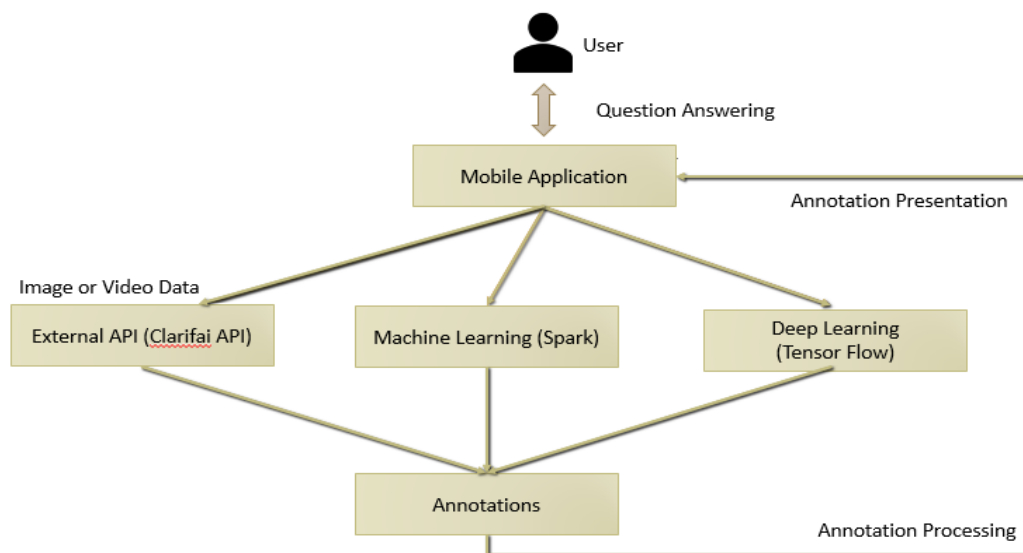 User
Question Answering
Mobile Application
Annotation Presentation
Image or Video Data
External API (Clarifai API)
Machine Learning (Spark)
Deep Learning
(Tensor Flow)
Annotations
Annotation Processing